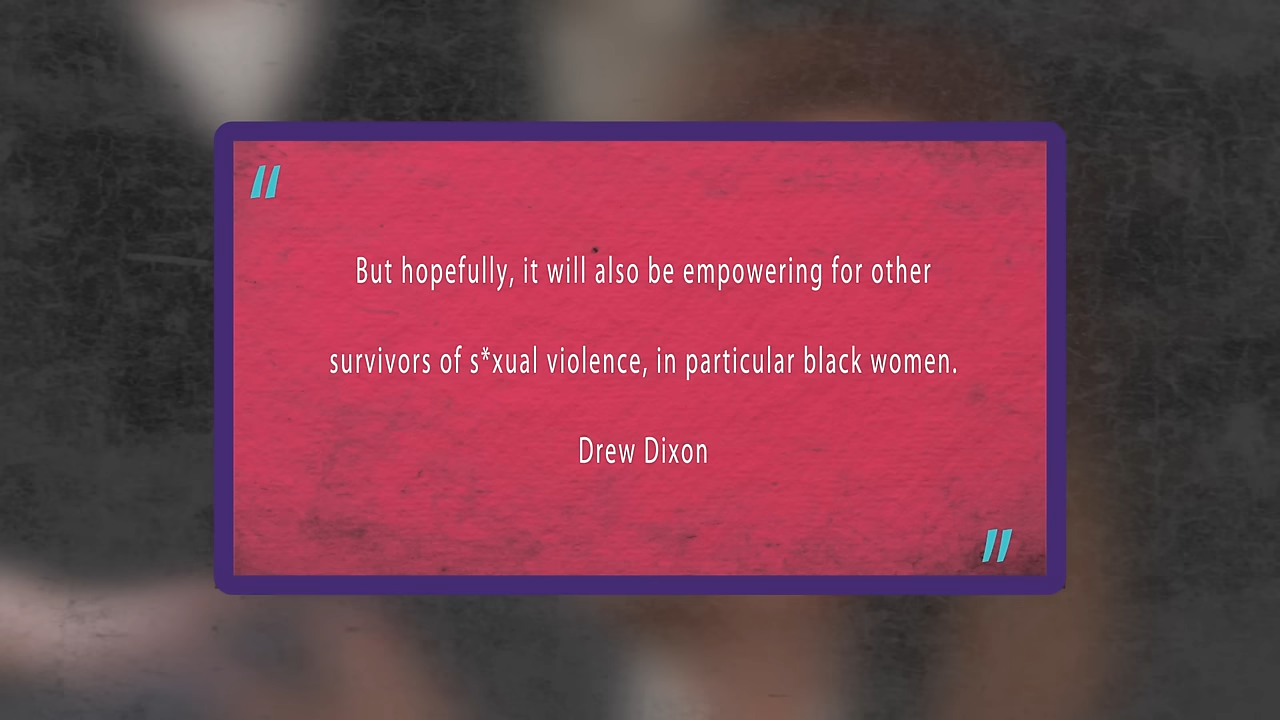 "
But hopefully, it will also be empowering for other
survivors of s*xual violence, in particular black women.
Drew Dixon
"